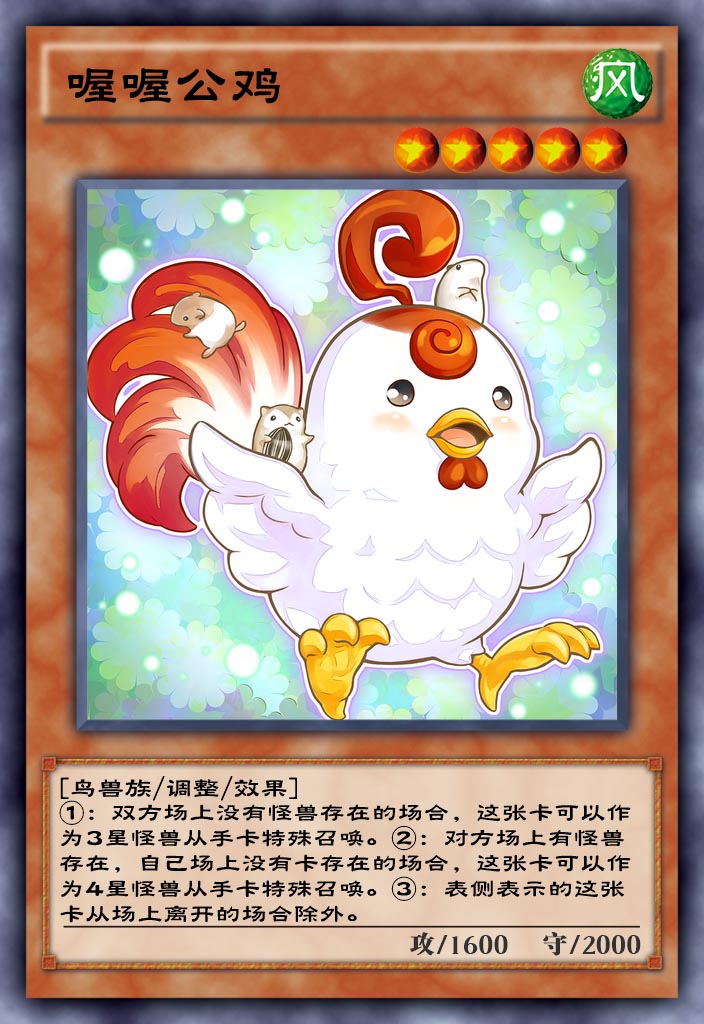 喔喔公鸡
风
[鸟兽族/调整/效果]
①：双方场上没有怪兽存在的场合，这张卡可以作
为3星怪兽从手卡特殊召唤。②：对方场上有怪兽
存在，自己场上没有卡存在的场合，这张卡可以作
为4星怪兽从手卡特殊召唤。③：表侧表示的这张
卡从场上离开的场合除外。
攻/1600 守/2000